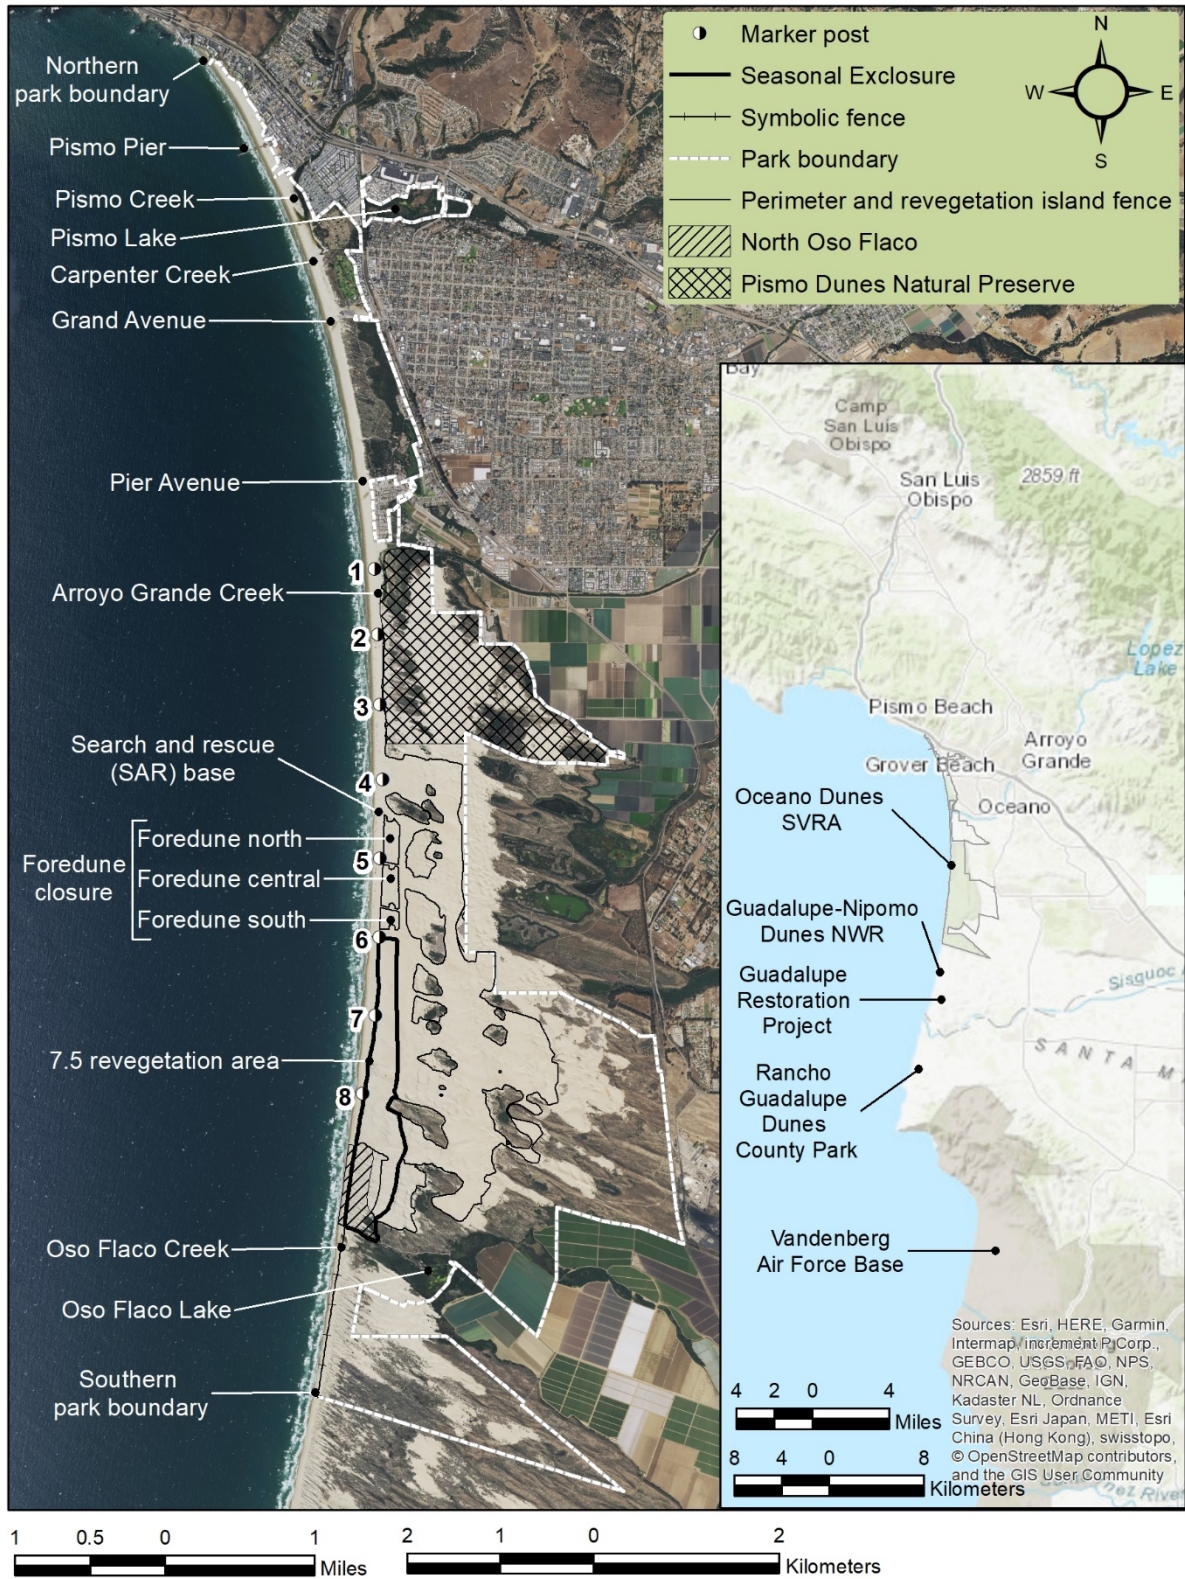 Northern
park boundary
Pismo Pier
Pismo Creek
Pismo Lake
Carpenter Creek
Grand Avenue
Pier Avenue
1
Arroyo Grande Creek
2
3
Search and rescue
(SAR) base
4
Foredune
closure
Foredune north
5
Foredune central
Foredune south
6
7
7.5 revegetation area
8
Oso Flaco Creek
Oso Flaco Lake
Southern
park boundary
Marker post
Seasonal Exclosure
Symbolic fence
Park boundary
Perimeter and revegetation island fence
North Oso Flaco
Pismo Dunes Natural Preserve
N
W E
S
Bay
Camp
San Luis
Obispo
San Luis
Obispo
2859 ft
Lopez
Lake
Pismo Beach
Arroyo
Grande
Grover Beach
Oceano
Oceano Dunes
SVRA
Guadalupe-Nipomo
Dunes NWR
Guadalupe
Restoration
Project
Sisquoc
SANTA M
Rancho
Guadalupe
Dunes
County Park
Vandenberg
Air Force Base
Sources: Esri, HERE, Garmin,
Intermap, increment P Corp.,
GEBCO, USGS, FAO, NPS,
NRCAN, GeoBase, IGN,
Kadaster NL, Ordnance
Survey, Esri Japan, METI, Esri
China (Hong Kong), swisstopo,
© OpenStreetMap contributors,
and the GIS User Community
4 2 0 4
Miles
8 4 0 8
Kilometers
1 0.5 0 1
Miles
2 1 0 2
Kilometers